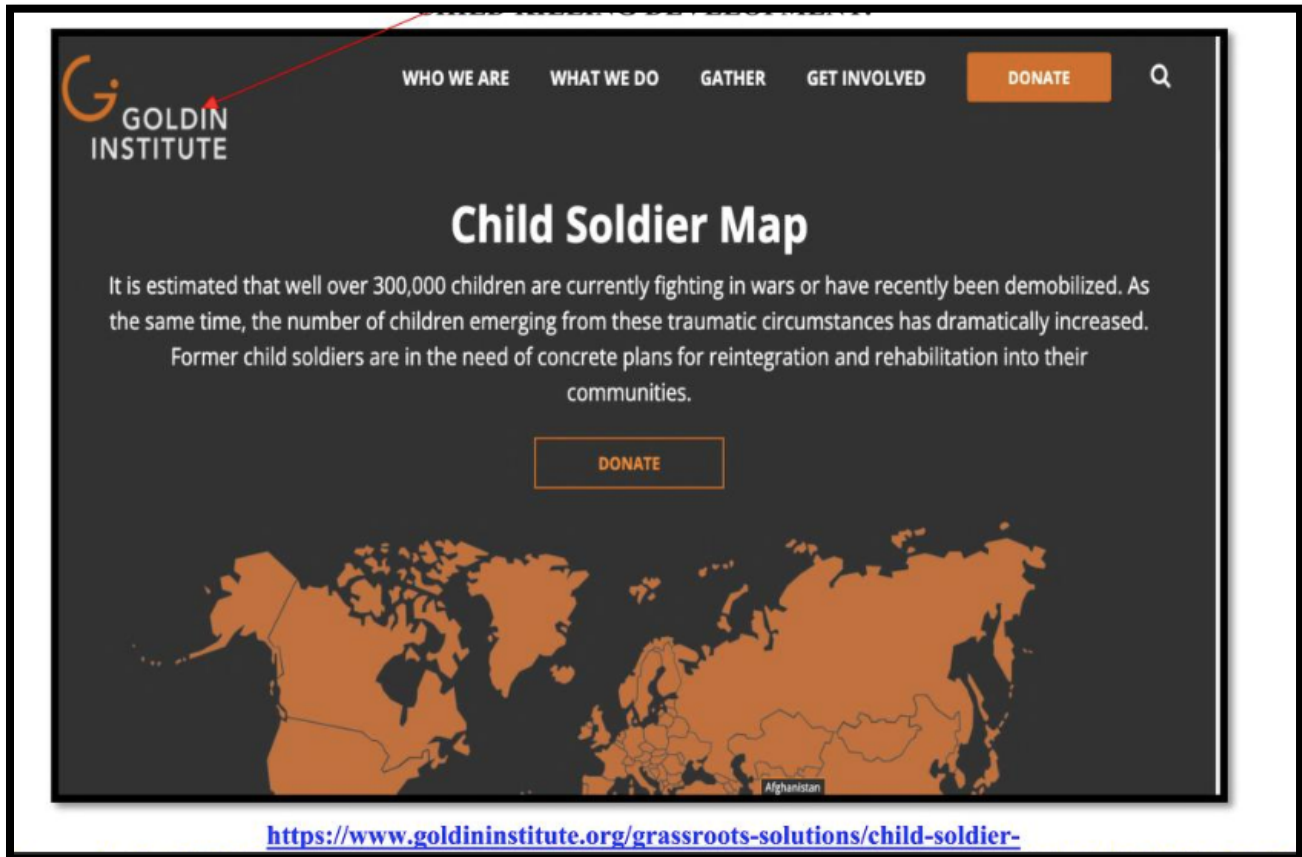 CHILD-KILLING DEVELOPMENT.
WHO WE ARE WHAT WE DO GATHER GET INVOLVED DONATE
GOLDIN
INSTITUTE
Child Soldier Map
It is estimated that well over 300,000 children are currently fighting in wars or have recently been demobilized. As
the same time, the number of children emerging from these traumatic circumstances has dramatically increased.
Former child soldiers are in the need of concrete plans for reintegration and rehabilitation into their
communities.
DONATE
Afghanistan
https://www.goldininstitute.org/grassroots-solutions/child-soldier-